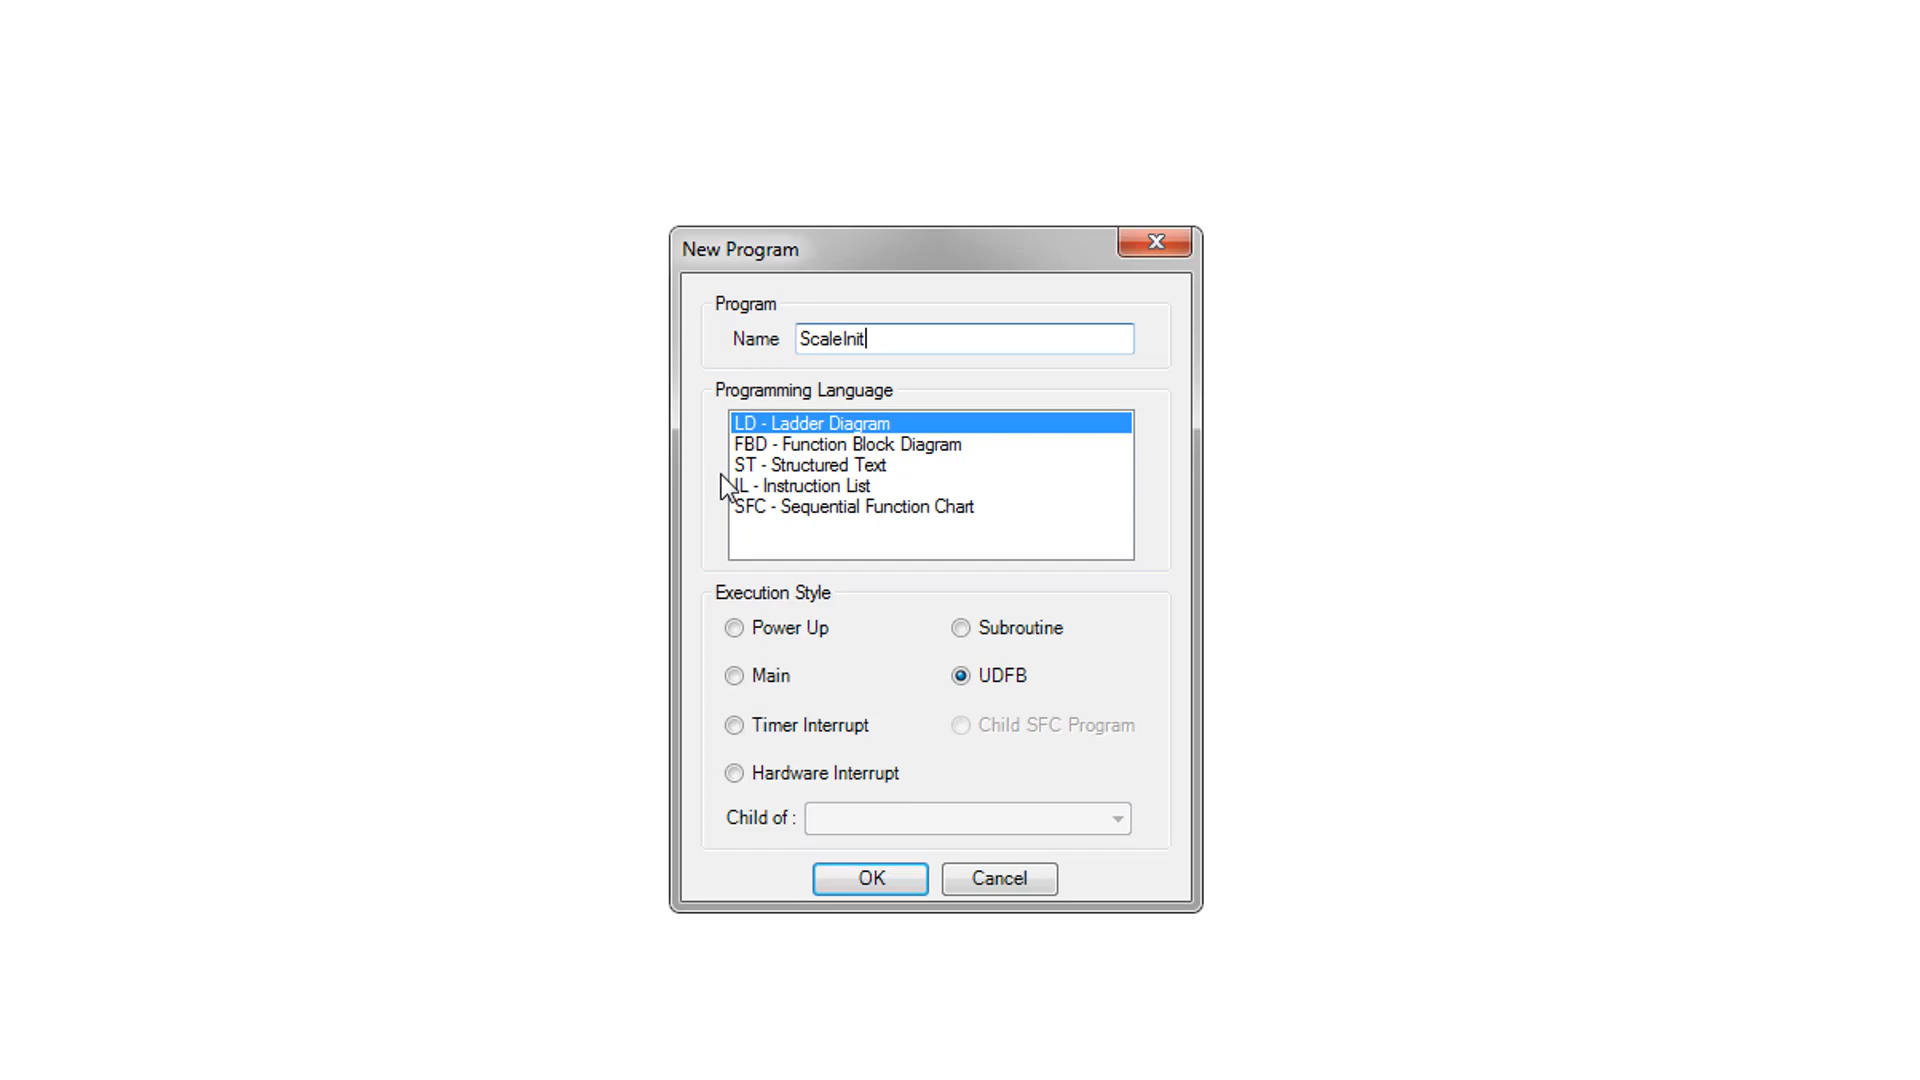 New Program
Program
Name ScaleInit
Programming Language
LD - Ladder Diagram
FBD - Function Block Diagram
ST - Structured Text
IL - Instruction List
SFC - Sequential Function Chart
Execution Style
Power Up Subroutine
Main UDFB
Timer Interrupt Child SFC Program
Hardware Interrupt
Child of :
OK Cancel